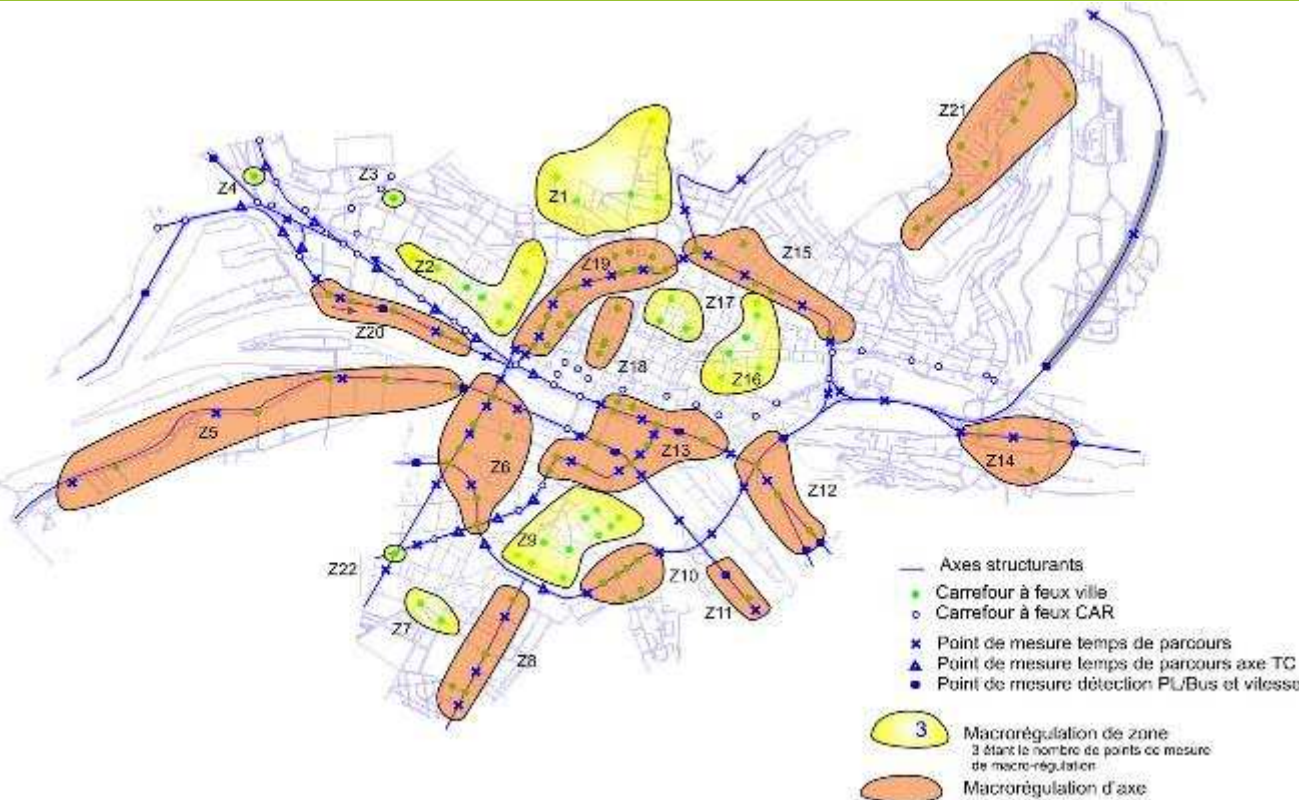 Z21
Z3
Z4
Z1
Z15
Z2
Z19
Z17
Z20
Z18
Z16
Z5
Z13
Z6
Z14
Z12
Z9
Z22
Z10
Z11
Z7
Z8
Axes structurants
Carrefour à feux ville
Carrefour à feux CAR
Point de mesure temps de parcours
Point de mesure temps de parcours axe TC
Point de mesure détection PL/Bus et vitesse
3
Macrorégulation de zone
3 étant le nombre de points de mesure
de macro-régulation
Macrorégulation d'axe